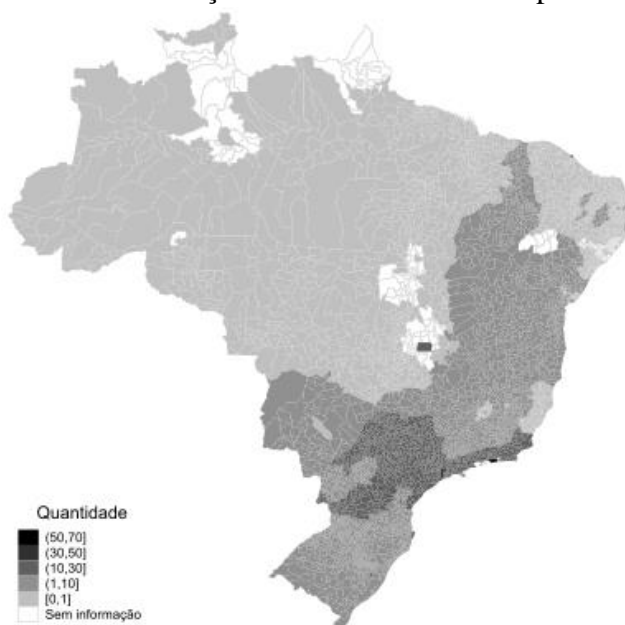 Quantidade
(50,70]
(30,50]
(10,30]
(1,10]
[0,1]
Sem informação